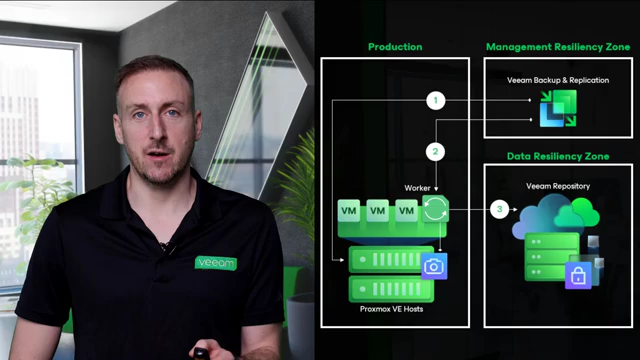 veeam
Production
1
2
Worker
VM VM VM
3
Proxmox VE Hosts
Management Resiliency Zone
Veeam Backup & Replication
Data Resiliency Zone
Veeam Repository